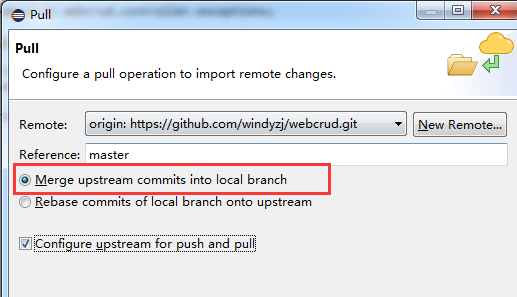 Pull
Pull
Configure a pull operation to import remote changes.
Remote: origin: https://github.com/windyzj/webcrud.git New Remote...
Reference: master
Merge upstream commits into local branch
Rebase commits of local branch onto upstream
Configure upstream for push and pull